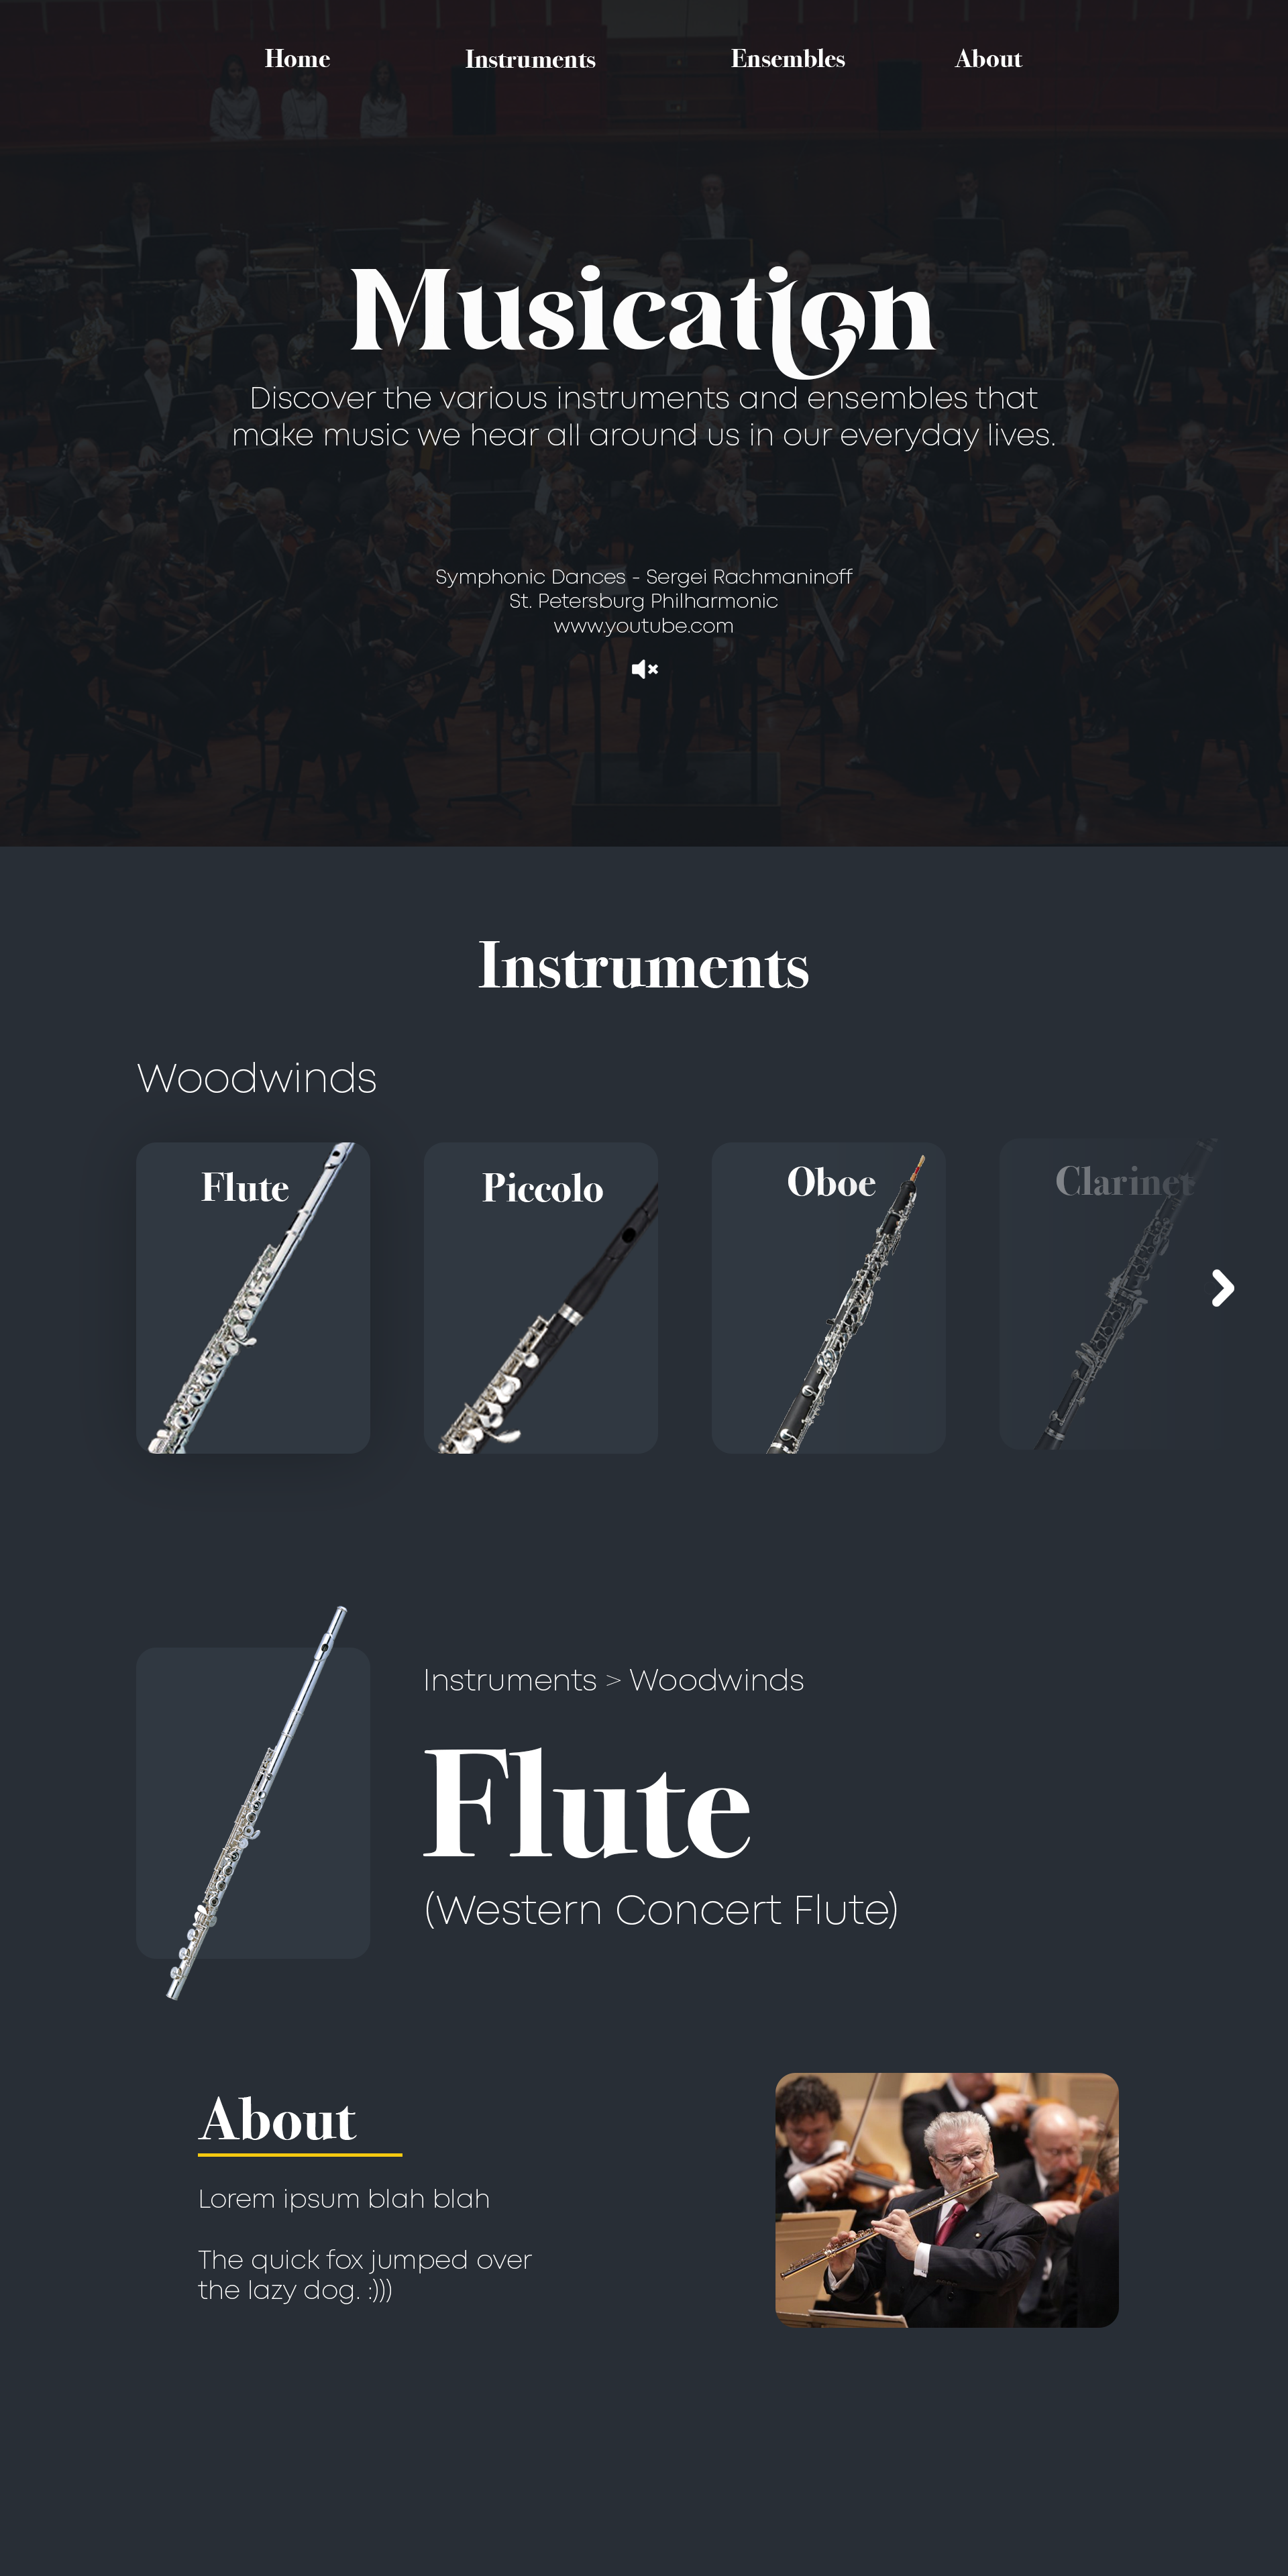 Home Instruments Ensembles About
Musication
Discover the various instruments and ensembles that
make music we hear all around us in our everyday lives.
Symphonic Dances - Sergei Rachmaninoff
St. Petersburg Philharmonic
www.youtube.com
Instruments
Woodwinds
Flute Piccolo Oboe Clarinet
Instruments > Woodwinds
Flute
(Western Concert Flute)
About
Lorem ipsum blah blah
The quick fox jumped over
the lazy dog. :)))